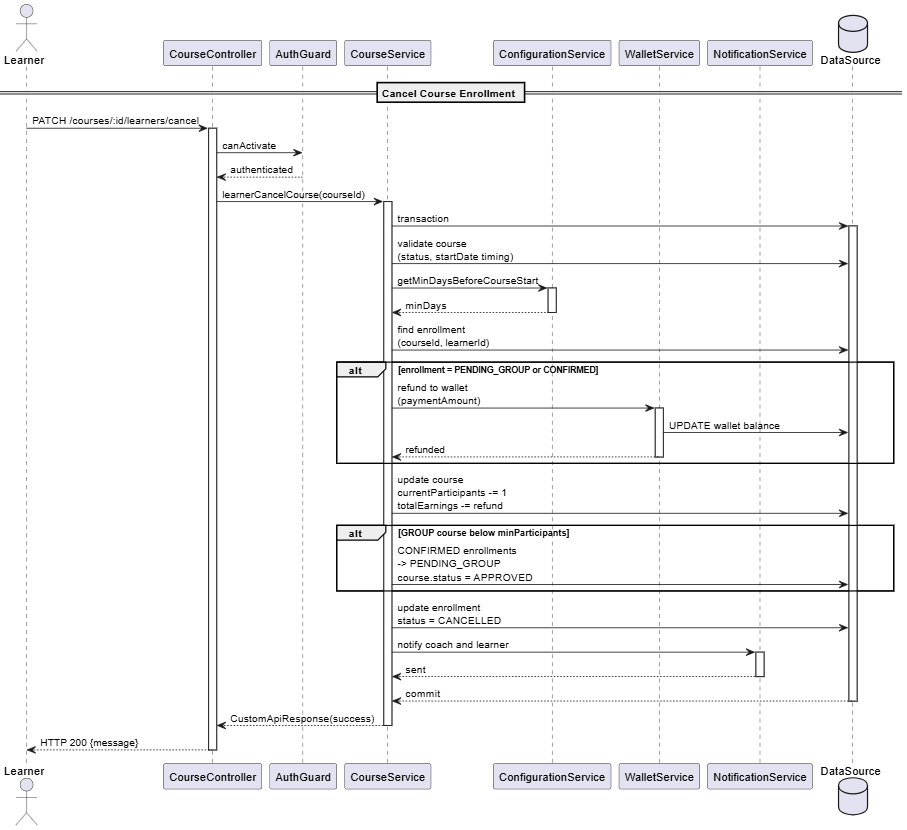 Learner
CourseController
AuthGuard
CourseService
ConfigurationService
WalletService
NotificationService
DataSource
Cancel Course Enrollment
PATCH /courses/:id/learners/cancel
canActivate
authenticated
learnerCancelCourse(courseId)
transaction
validate course
(status, startDate timing)
getMinDaysBeforeCourseStart
minDays
find enrollment
(courseId, learnerId)
alt
[enrollment = PENDING_GROUP or CONFIRMED]
refund to wallet
(paymentAmount)
UPDATE wallet balance
refunded
update course
currentParticipants -= 1
totalEarnings -= refund
alt
[GROUP course below minParticipants]
CONFIRMED enrollments
-> PENDING_GROUP
course.status = APPROVED
update enrollment
status = CANCELLED
notify coach and learner
sent
commit
CustomApiResponse(success)
HTTP 200 {message}
Learner
CourseController
AuthGuard
CourseService
ConfigurationService
WalletService
NotificationService
DataSource